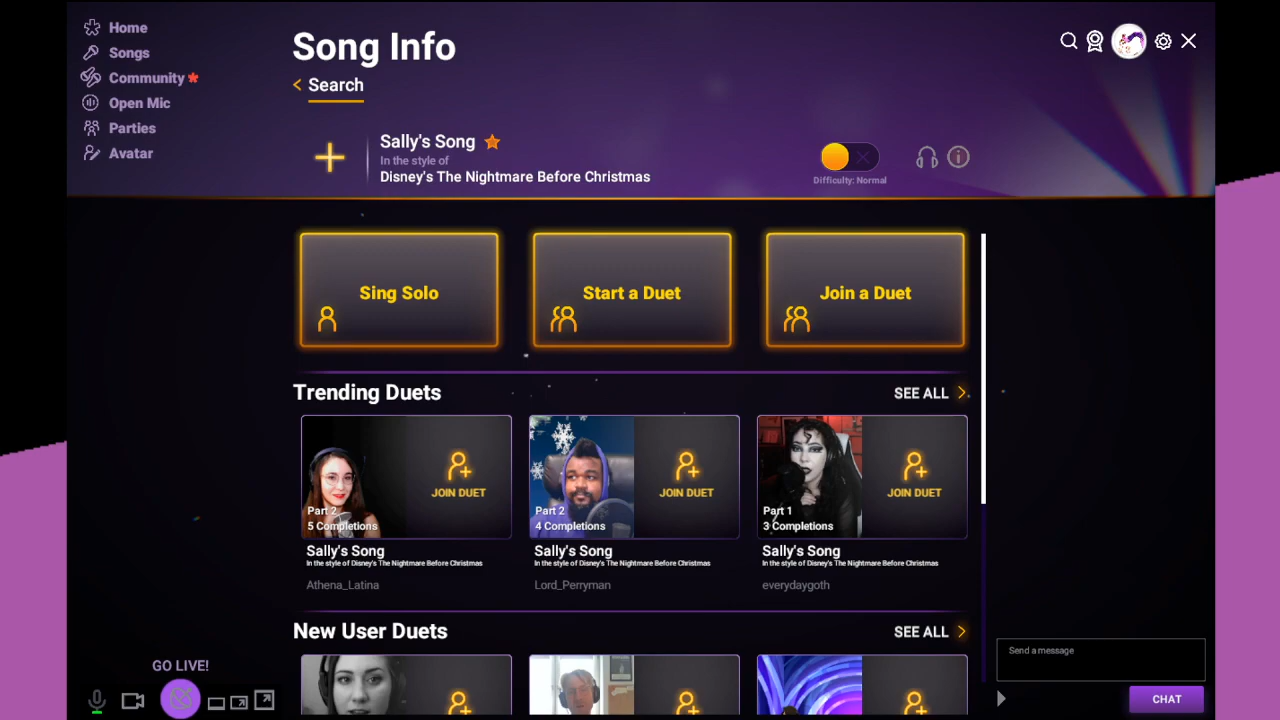 Home
Songs
Community
Open Mic
Parties
Avatar
Song Info
Search
Sally's Song
In the style of
Disney's The Nightmare Before Christmas
Difficulty: Normal
Sing Solo
Start a Duet
Join a Duet
Trending Duets
SEE ALL
JOIN DUET
Part 2
5 Completions
Sally's Song
In the style of Disney's The Nightmare Before Christmas
Athena_Latina
JOIN DUET
Part 2
4 Completions
Sally's Song
In the style of Disney's The Nightmare Before Christmas
Lord_Perryman
JOIN DUET
Part 1
3 Completions
Sally's Song
In the style of Disney's The Nightmare Before Christmas
everydaygoth
New User Duets
SEE ALL
GO LIVE!
Send a message
CHAT